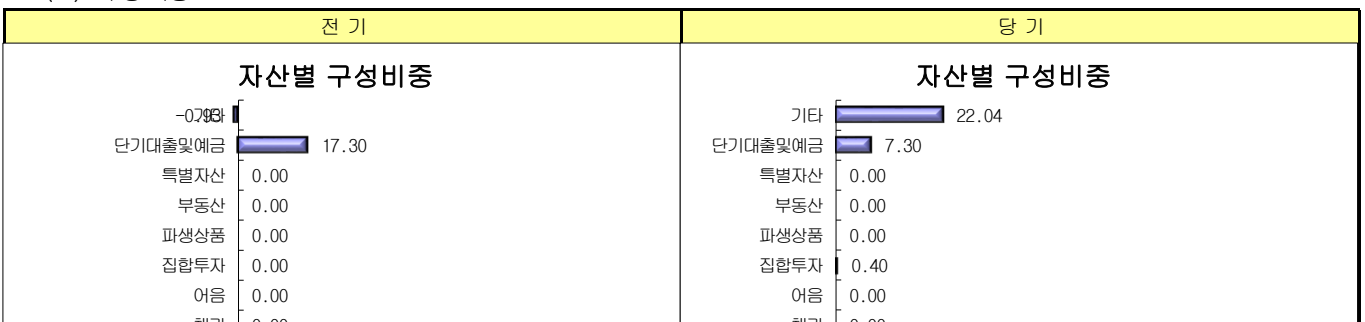 전 기
당 기
자산별 구성비중
-0.93 기타
단기대출및예금 17.30
특별자산 0.00
부동산 0.00
파생상품 0.00
집합투자 0.00
어음 0.00
자산별 구성비중
기타 22.04
단기대출및예금 7.30
특별자산 0.00
부동산 0.00
파생상품 0.00
집합투자 0.40
어음 0.00